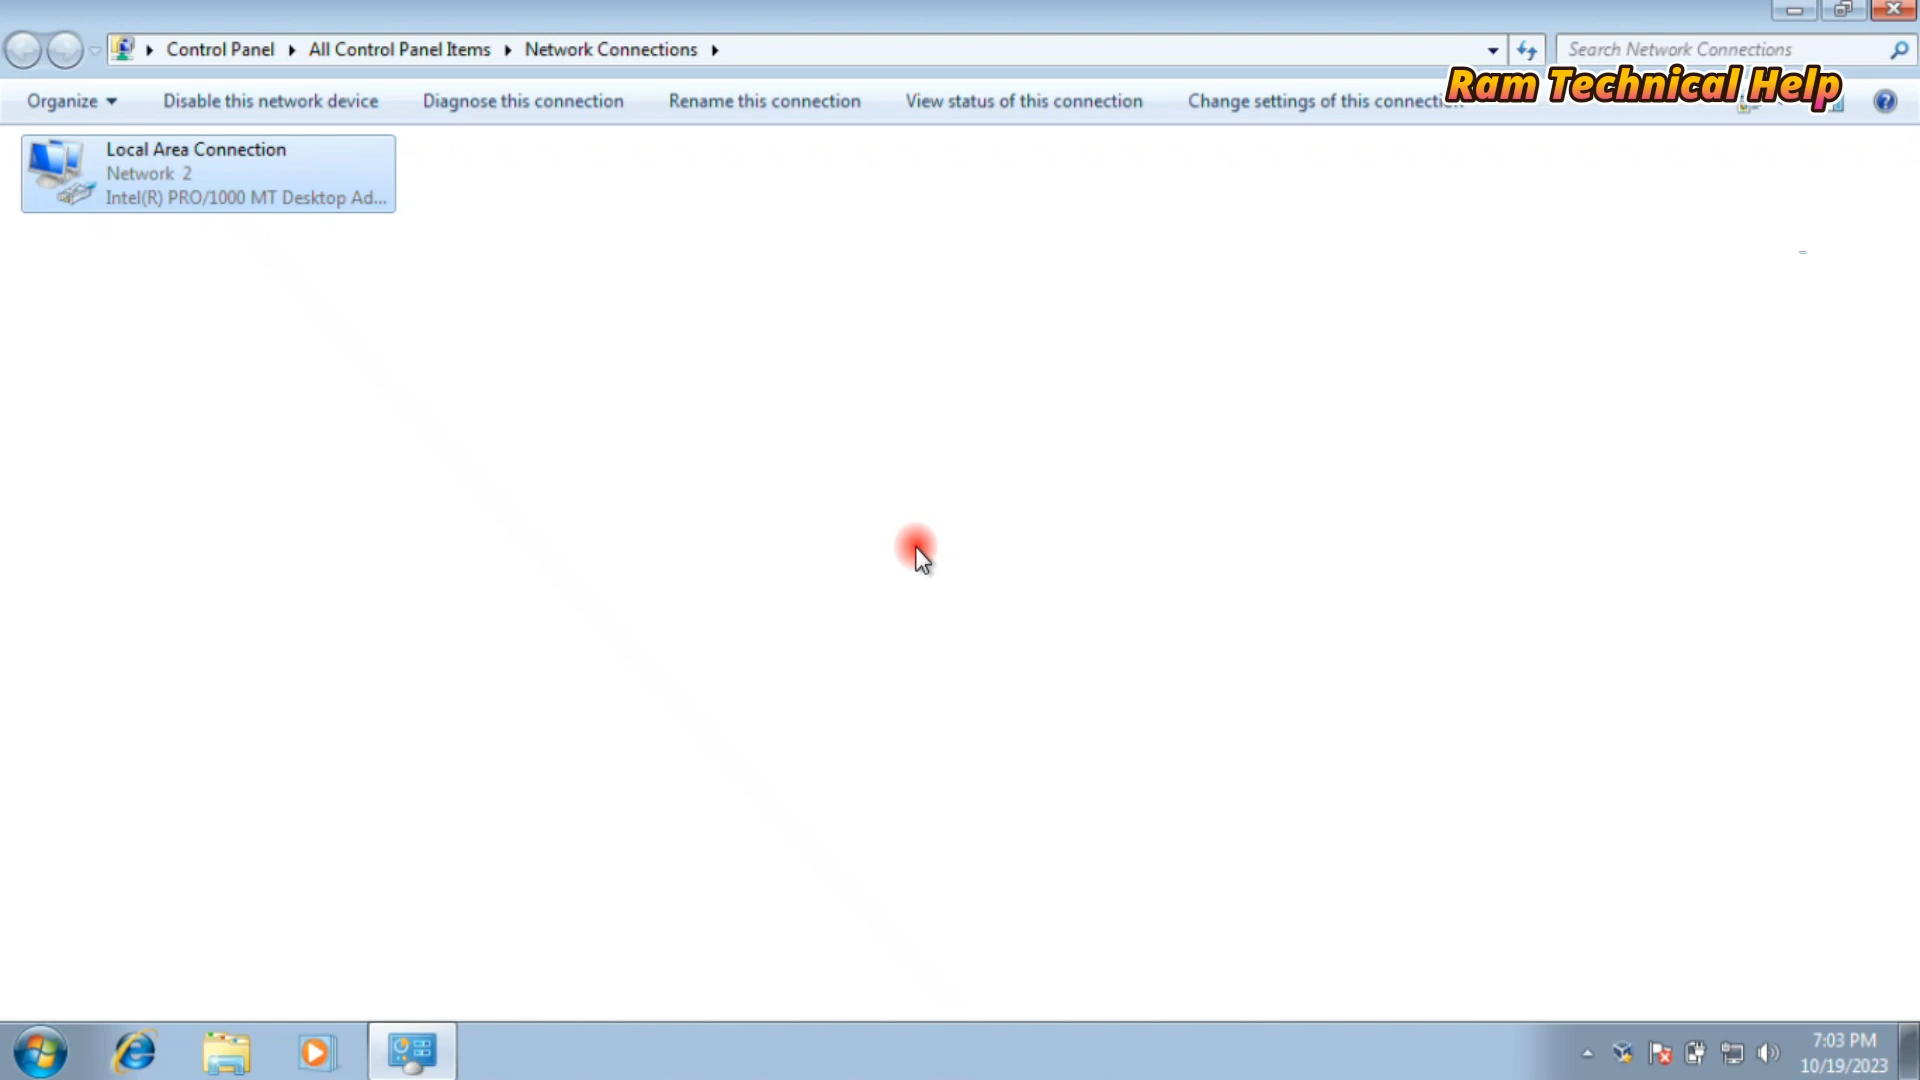 Control Panel
All Control Panel Items
Network Connections
Search Network Connections
Ram Technical Help
Organize
Disable this network device
Diagnose this connection
Rename this connection
View status of this connection
Change settings of this
Local Area Connection
Network 2
Intel(R) PRO/1000 MT Desktop Ad...
7:03 PM
10/19/2023